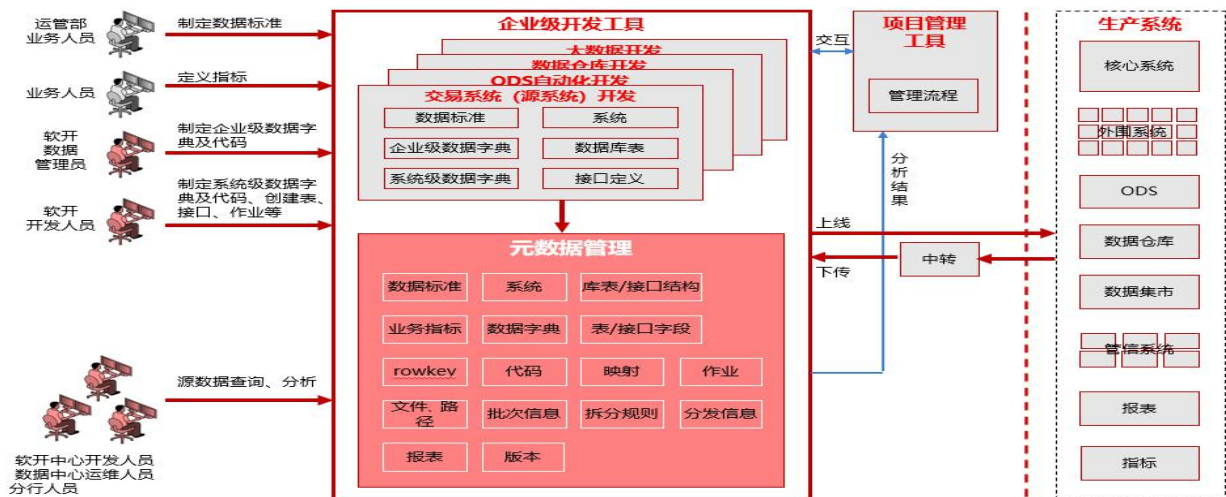 运管部
业务人员
制定数据标准
业务人员
定义指标
软开
数据
管理员
制定企业级数据字
典及代码
软开
开发人员
制定系统级数据字
典及代码、创建表、
接口、作业等
源数据查询、分析
软开中心开发人员
数据中心运维人员
分行人员
企业级开发工具
大数据开发
数据仓库开发
ODS自动化开发
交易系统（源系统）开发
数据标准
系统
企业级数据字典
数据库表
系统级数据字典
接口定义
元数据管理
数据标准
系统
库表/接口结构
业务指标
数据字典
表/接口字段
rowkey
代码
映射
作业
文件、路
径
批次信息
拆分规则
分发信息
报表
版本
交互
项目管理
工具
管理流程
分析结果
上线
下传
中转
生产系统
核心系统
外围系统
ODS
数据仓库
数据集市
管信系统
报表
指标